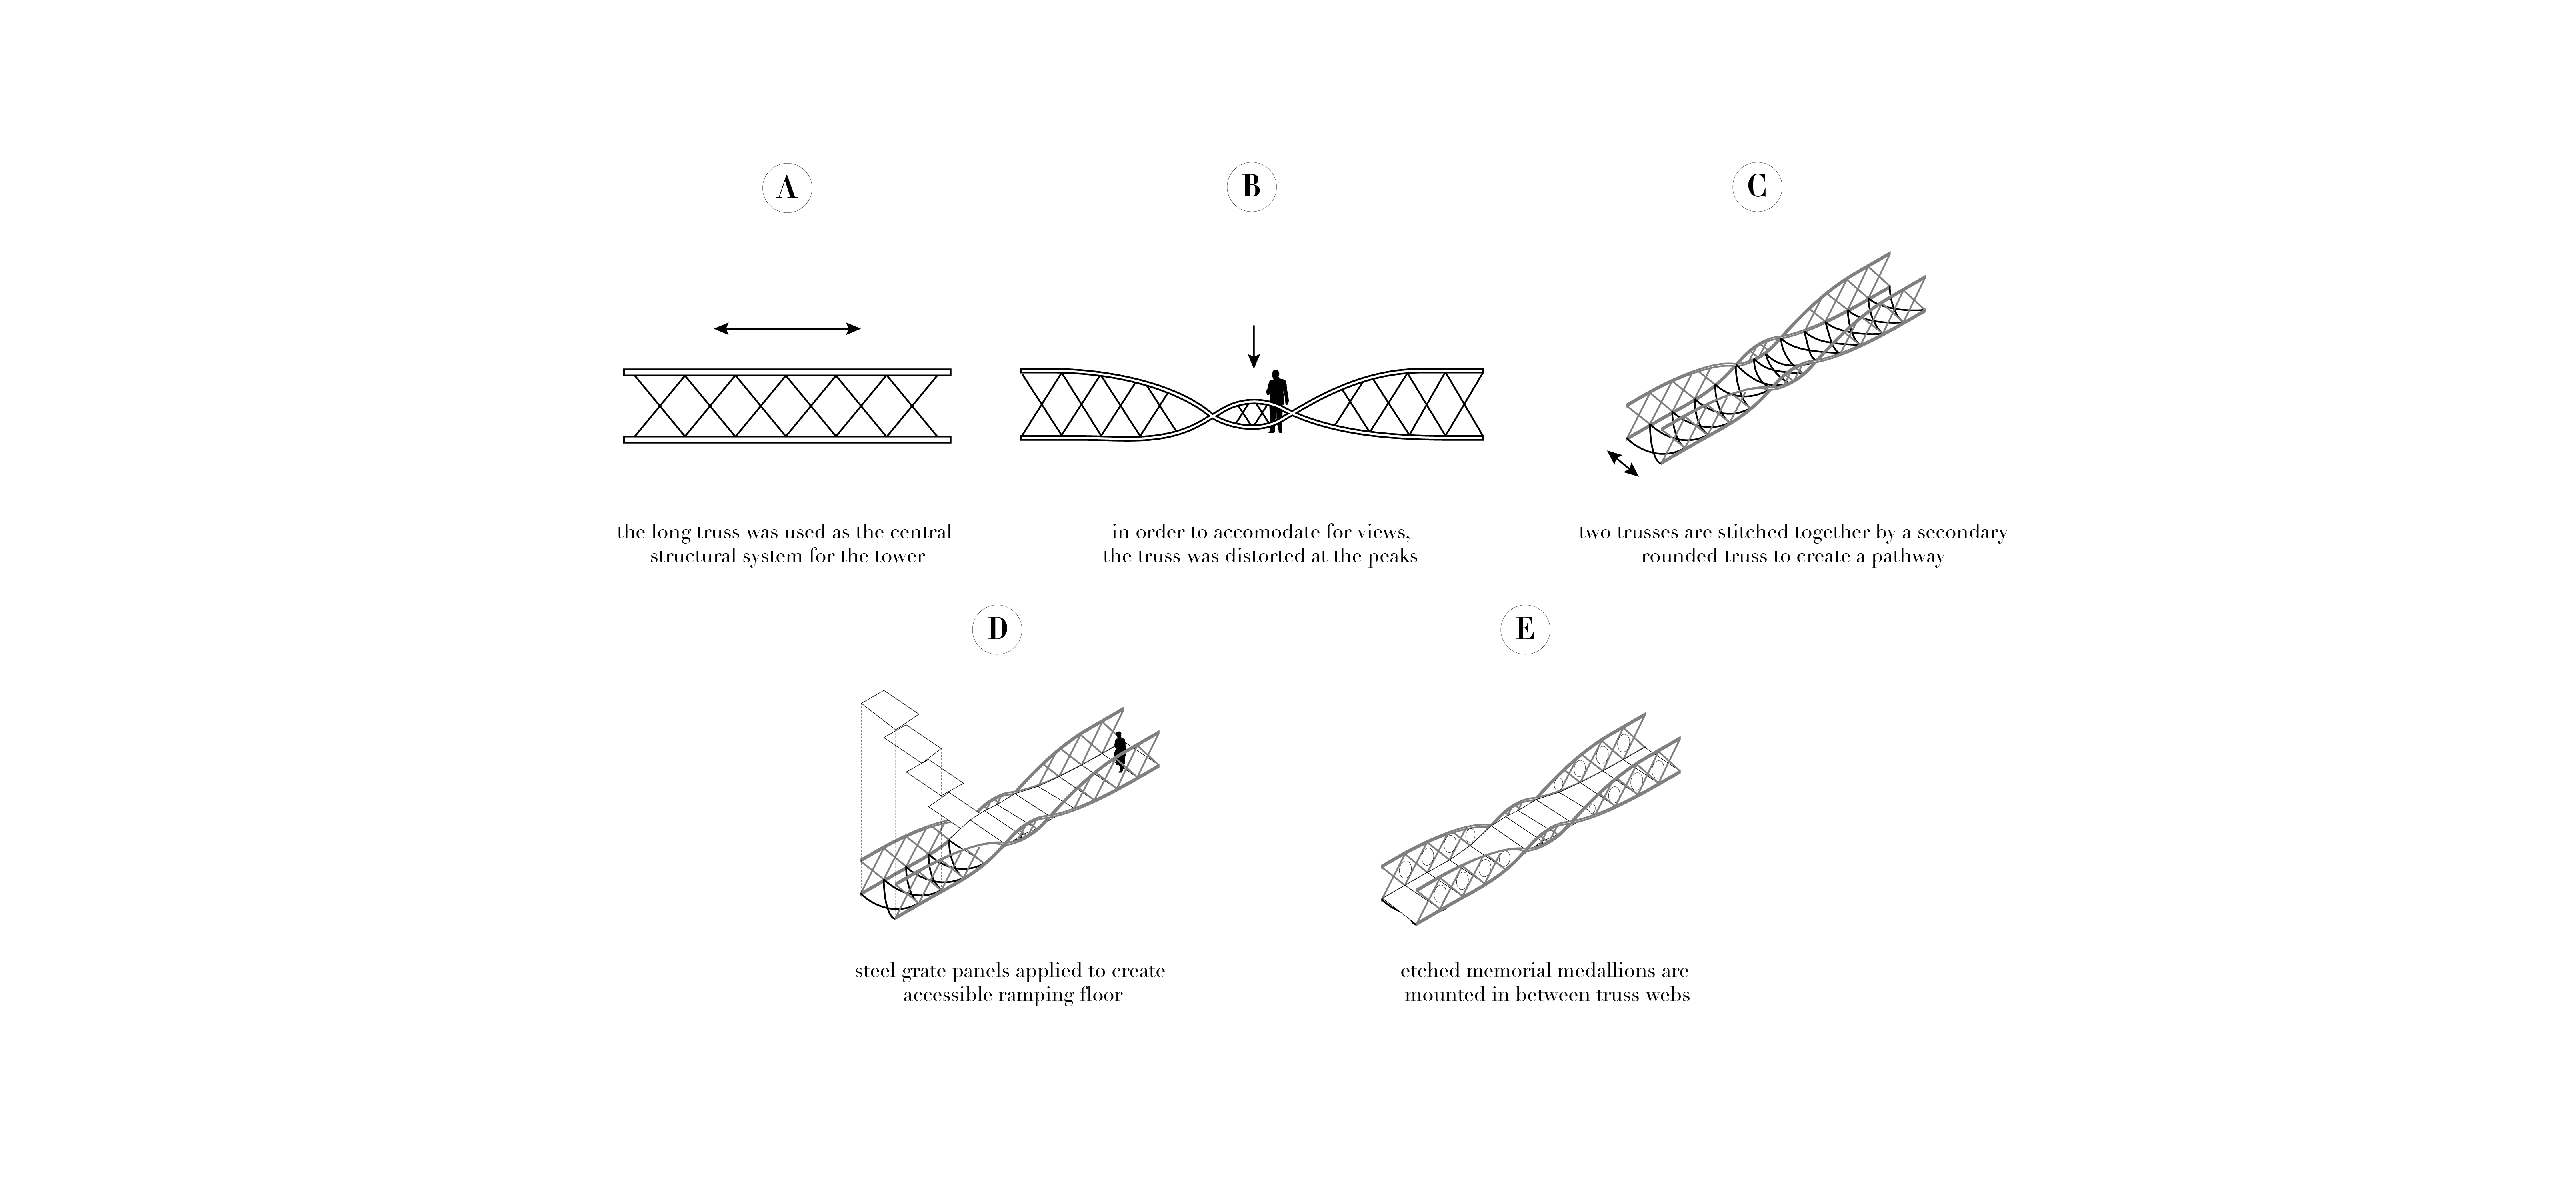 A
B
C
the long truss was used as the central
structural system for the tower
in order to accomodate for views,
the truss was distorted at the peaks
two trusses are stitched together by a secondary
rounded truss to create a pathway
D
E
steel grate panels applied to create
accessible ramping floor
etched memorial medallions are
mounted in between truss webs